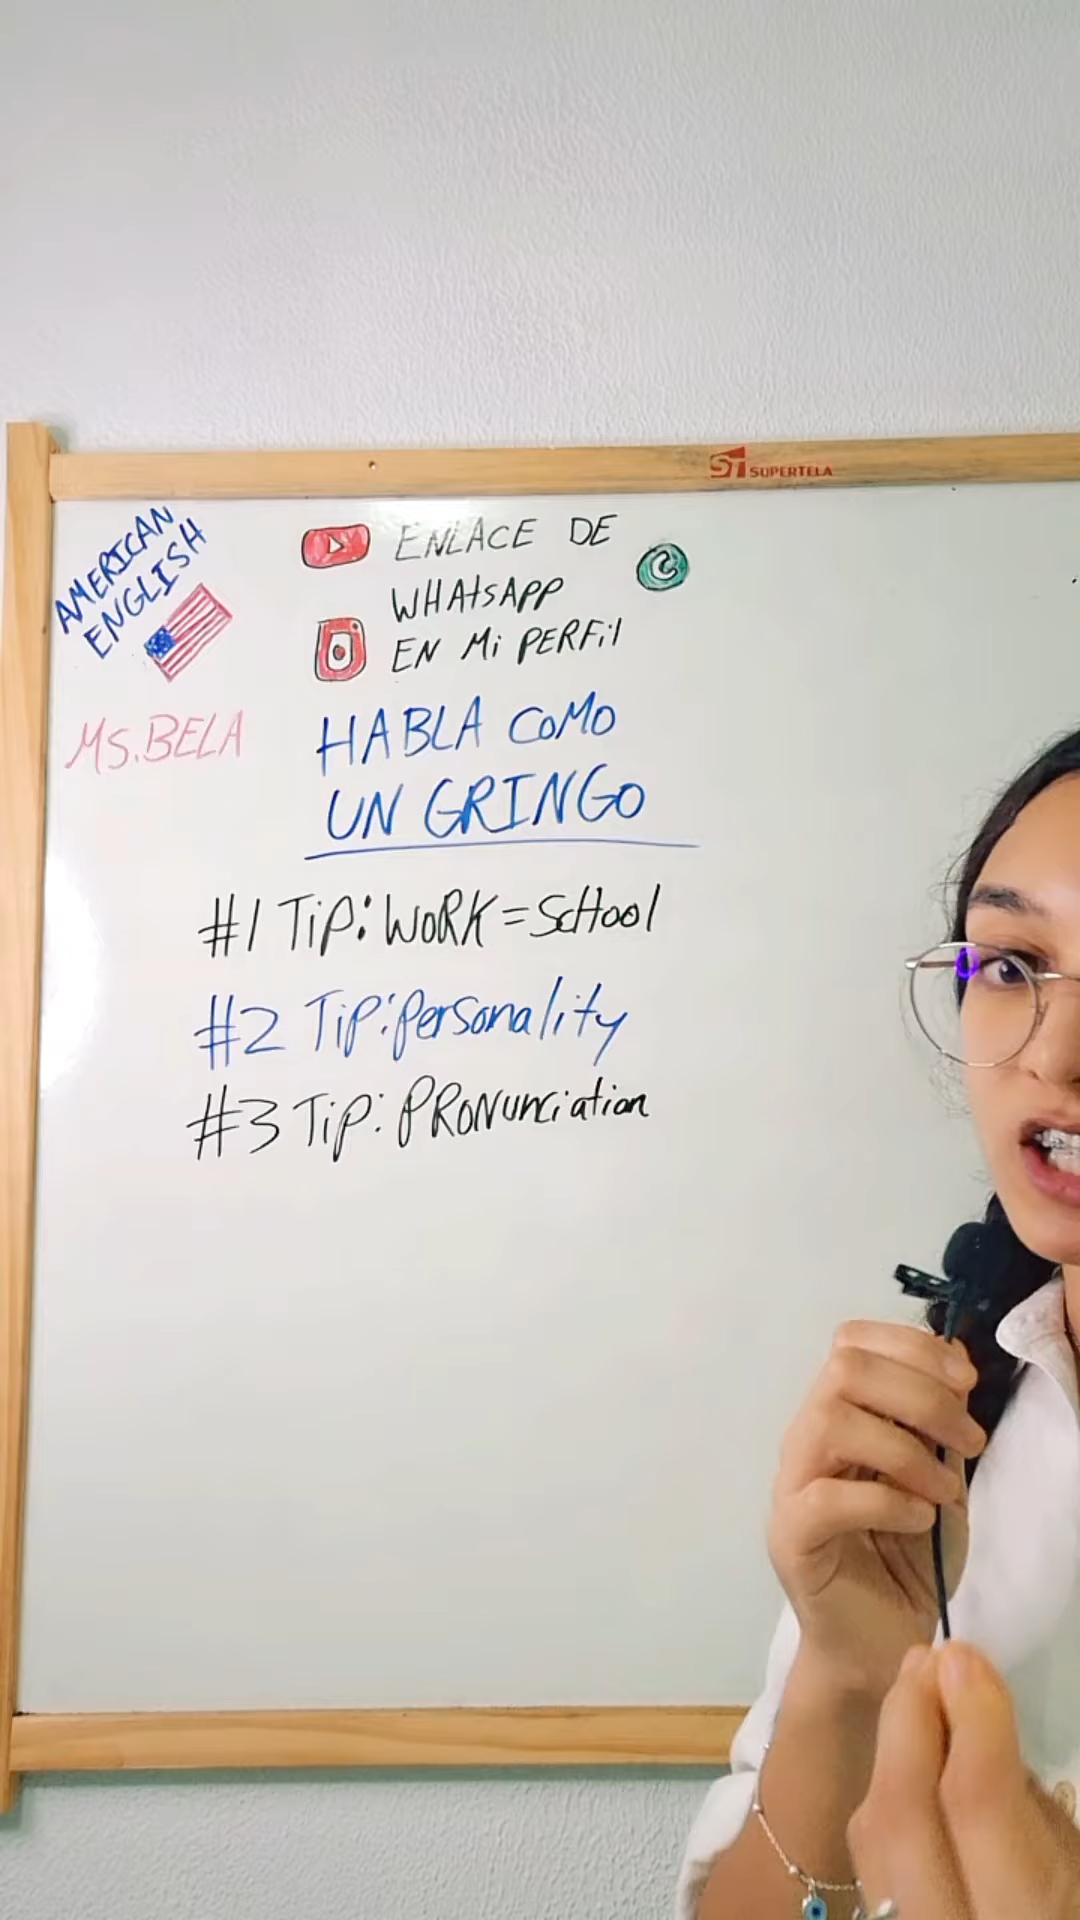 ST SUPERTELA
AMERICAN
ENGLISH
ENLACE DE
WHAtSAPP
EN Mi PERFil
MS.BELA
HABLA CoMO
UN GRINGO
#1 TiP: WoRK = ScHool
#2 TiP: personality
#3 TiP: PRoNunciation